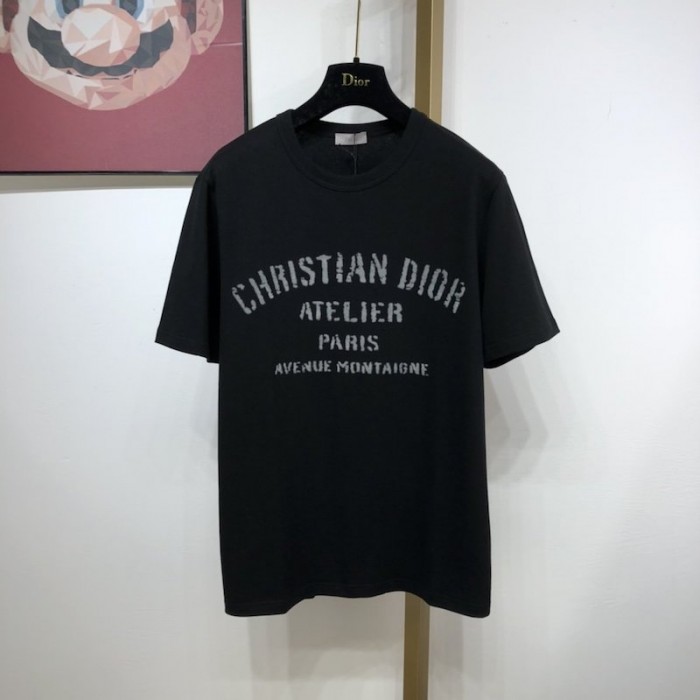 Dior
CHRISTIAN DIOR
ATELIER
PARIS
AVENUE MONTAIGNE